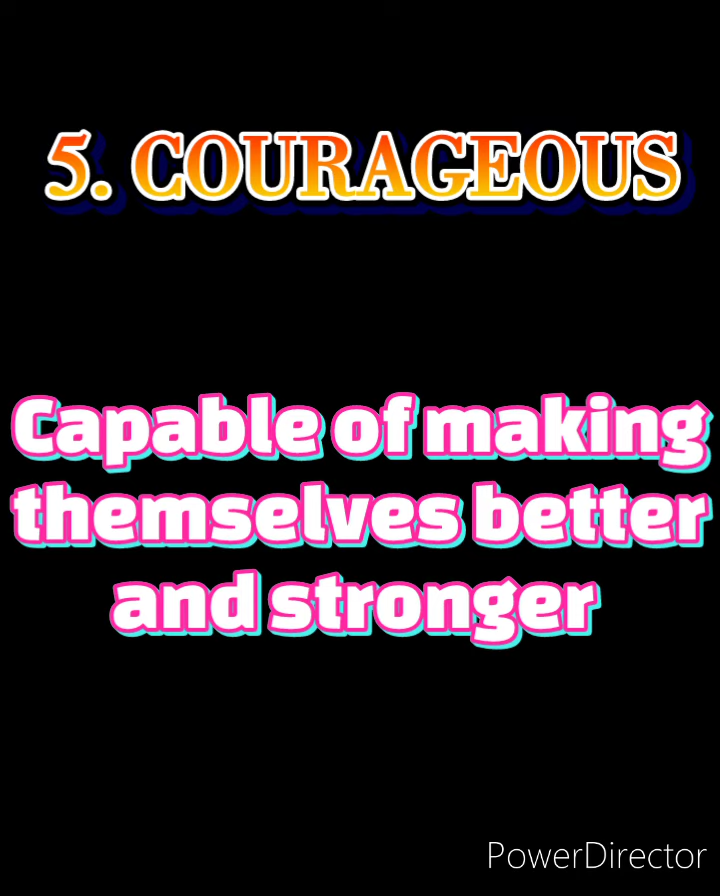 5. COURAGEOUS
Capable of making
themselves better
and stronger
PowerDirector